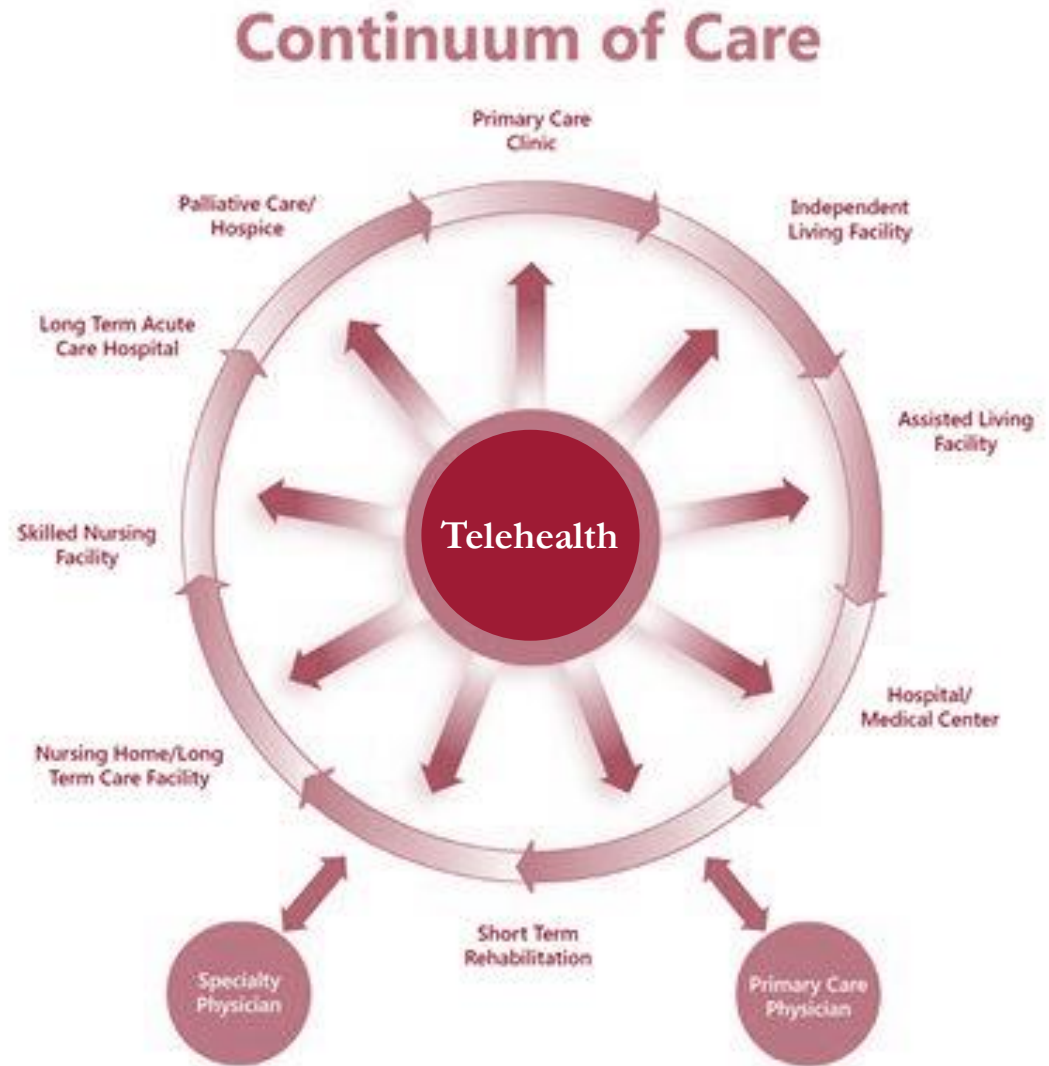 Continuum of Care
Primary Care
Clinic
Independent
Living Facility
Assisted Living
Facility
Hospital/
Medical Center
Short Term
Rehabilitation
Nursing Home/Long
Term Care Facility
Skilled Nursing
Facility
Long Term Acute
Care Hospital
Palliative Care/
Hospice
Telehealth
Specialty
Physician
Primary Care
Physician